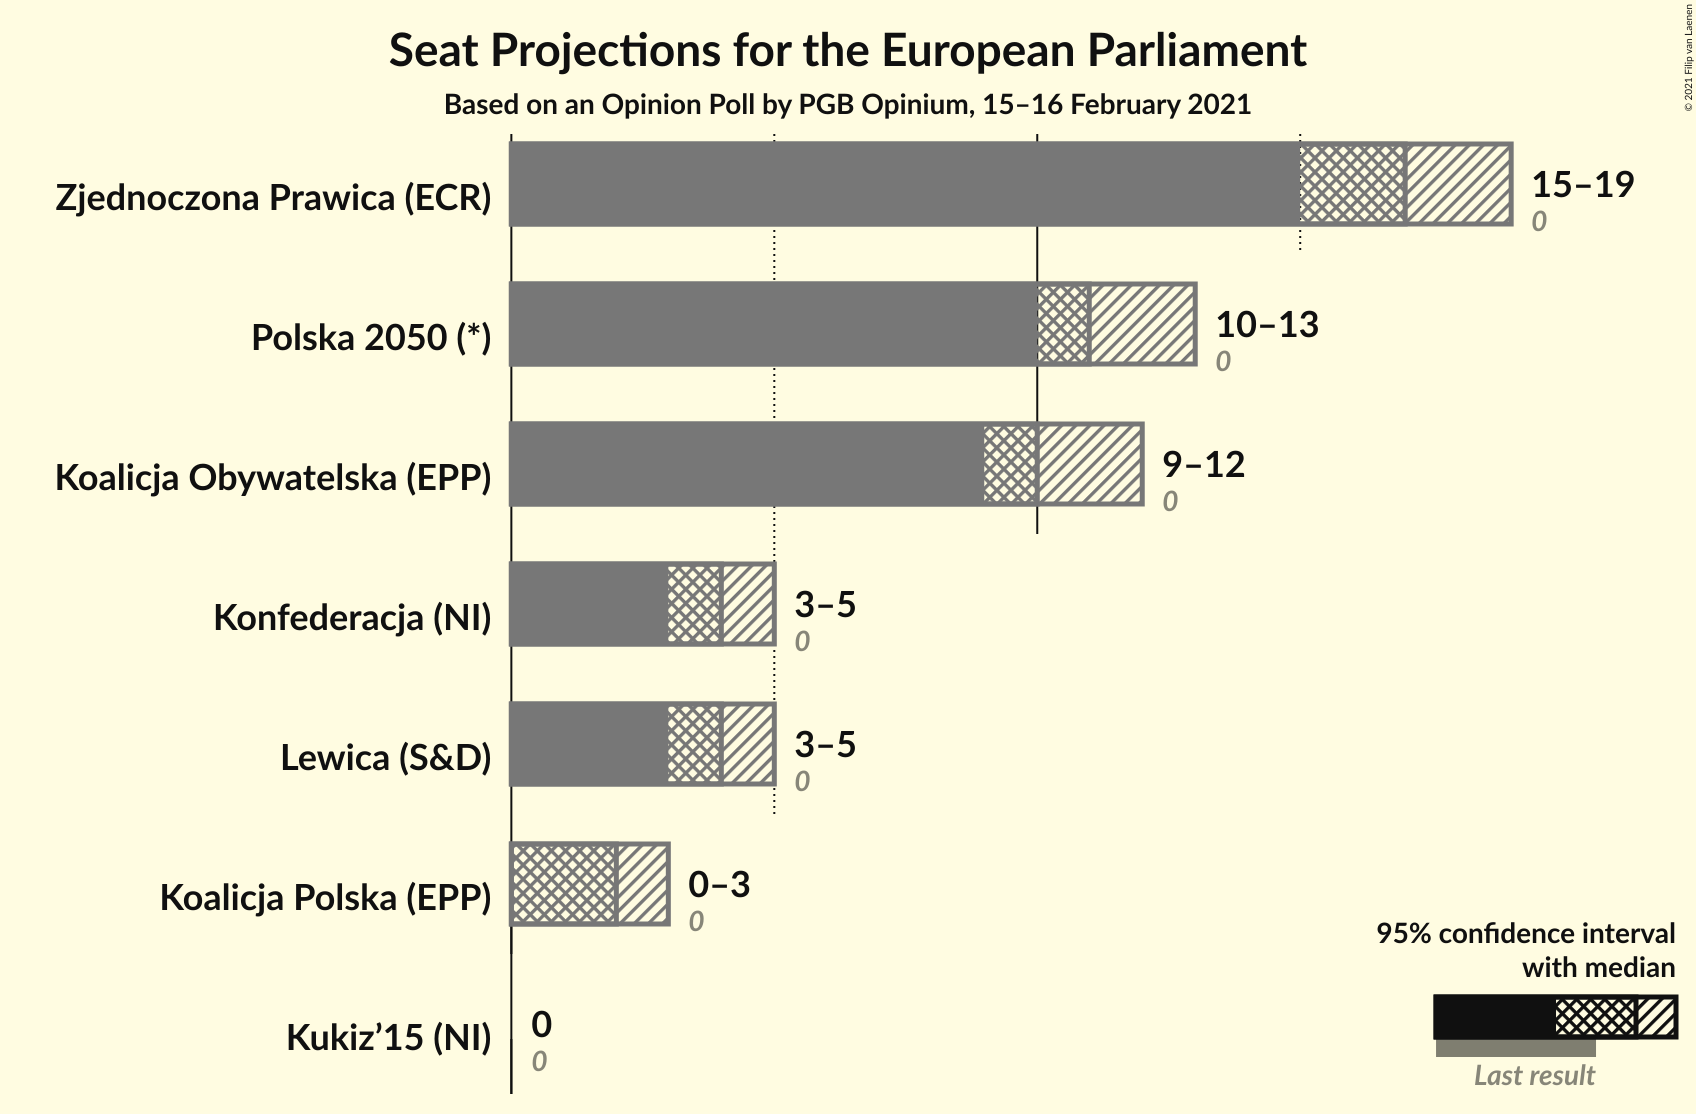 Seat Projections for the European Parliament
Based on an Opinion Poll by PGB Opinium, 15–16 February 2021
© 2021 Filip van Laenen
Zjednoczona Prawica (ECR)
15–19
0
Polska 2050 (*)
10–13
0
Koalicja Obywatelska (EPP)
9–12
0
Konfederacja (NI)
3–5
0
Lewica (S&D)
3–5
0
Koalicja Polska (EPP)
0–3
0
Kukiz’15 (NI)
0
0
95% confidence interval
with median
Last result